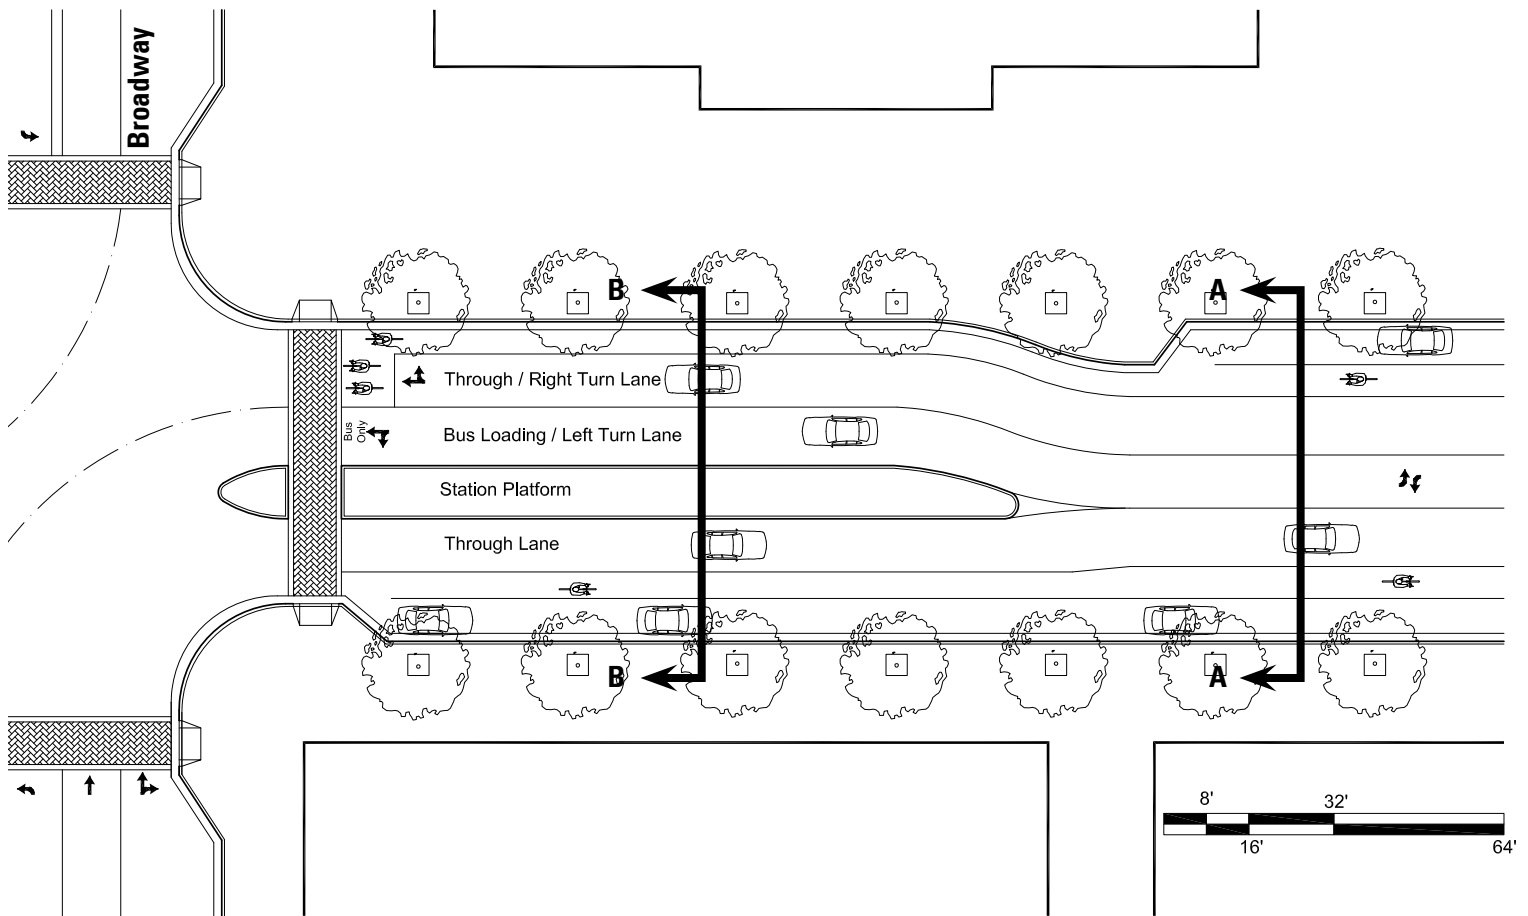 Broadway
B
A
Through / Right Turn Lane
Bus
Only
Bus Loading / Left Turn Lane
Station Platform
Through Lane
B
A
8'
32'
16'
64'